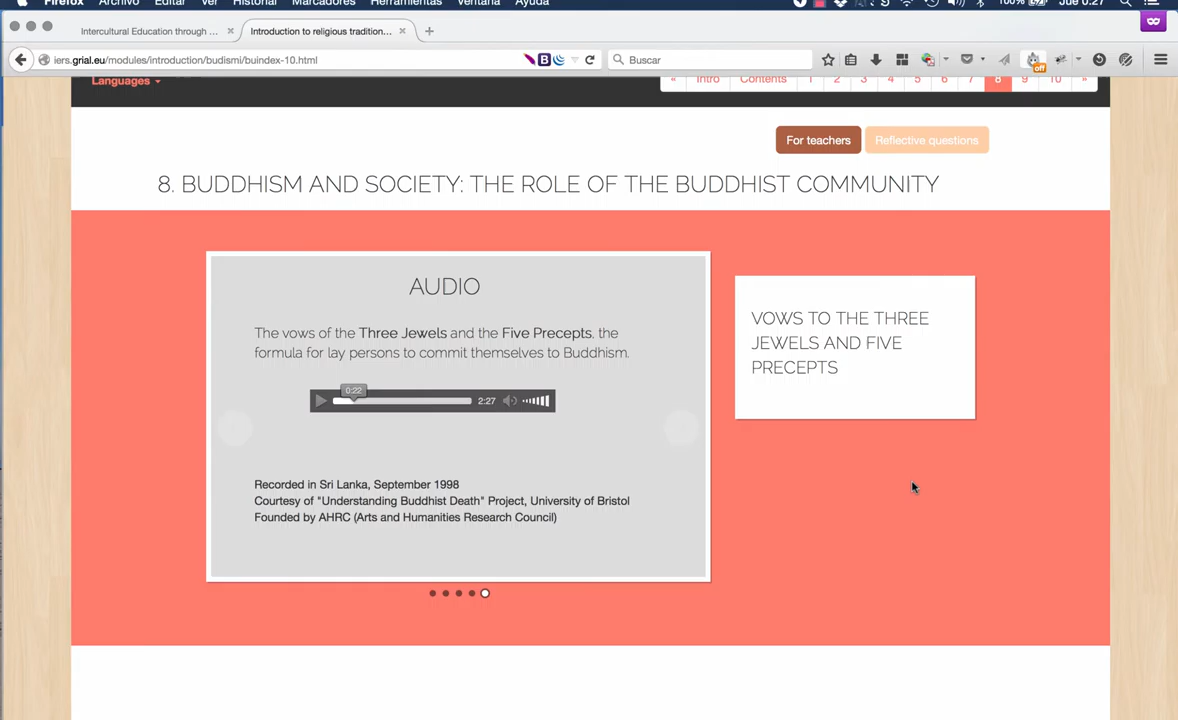 Firefox Archivo Editar Ver Historial Marcadores Herramientas Ventana Ayuda 100% Jue 0:27
Intercultural Education through ... Introduction to religious tradition...
iers.grial.eu/modules/introduction/budismi/buindex-10.html Buscar
off
Languages « Intro Contents 1 2 3 4 5 6 7 8 9 10 »
For teachers Reflective questions
8. BUDDHISM AND SOCIETY: THE ROLE OF THE BUDDHIST COMMUNITY
AUDIO
The vows of the Three Jewels and the Five Precepts, the
formula for lay persons to commit themselves to Buddhism.
0:22
2:27
Recorded in Sri Lanka, September 1998
Courtesy of "Understanding Buddhist Death" Project, University of Bristol
Founded by AHRC (Arts and Humanities Research Council)
VOWS TO THE THREE
JEWELS AND FIVE
PRECEPTS